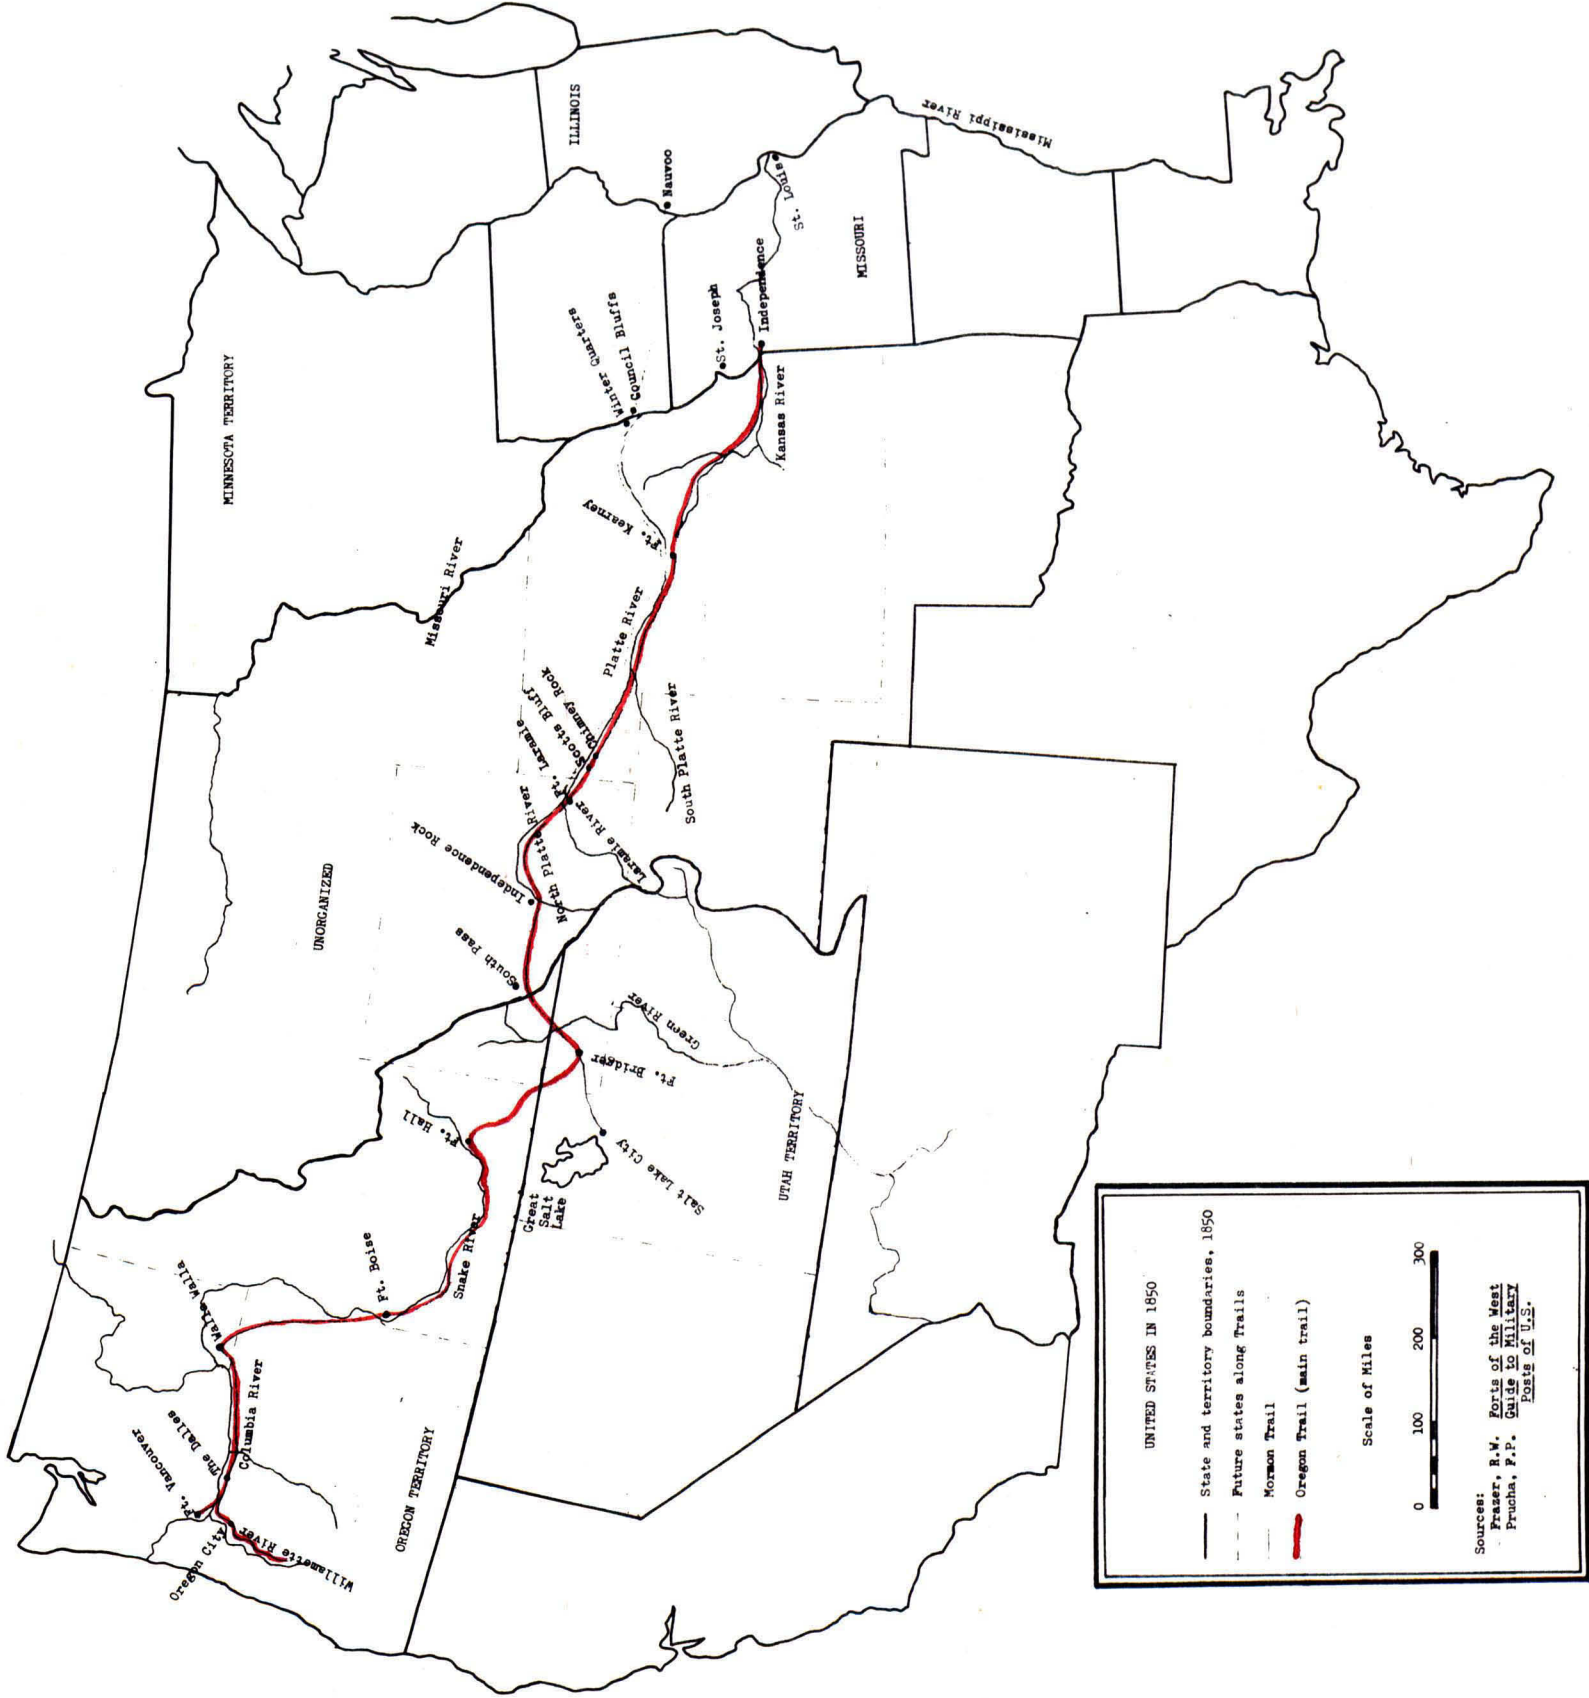 MINNESOTA TERRITORY
ILLINOIS
Mississippi River
Nauvoo
St. Louis
MISSOURI
Independence
St. Joseph
Winter Quarters
Council Bluffs
Kansas River
Ft. Kearney
Missouri River
Platte River
South Platte River
Chimney Rock
Scotts Bluff
Ft. Laramie
Laramie River
North Platte River
Independence Rock
UNORGANIZED
South Pass
Green River
Ft. Bridger
Ft. Hall
Great
Salt
Lake
Salt Lake City
UTAH TERRITORY
Snake River
Ft. Boise
Walla Walla
Columbia River
The Dalles
Ft. Vancouver
Oregon City
Willamette River
OREGON TERRITORY
UNITED STATES IN 1850
State and territory boundaries, 1850
Future states along Trails
Mormon Trail
Oregon Trail (main trail)
Scale of Miles
0 100 200 300
Sources:
Frazer, R.W. Forts of the West
Prucha, F.P. Guide to Military
Posts of U.S.